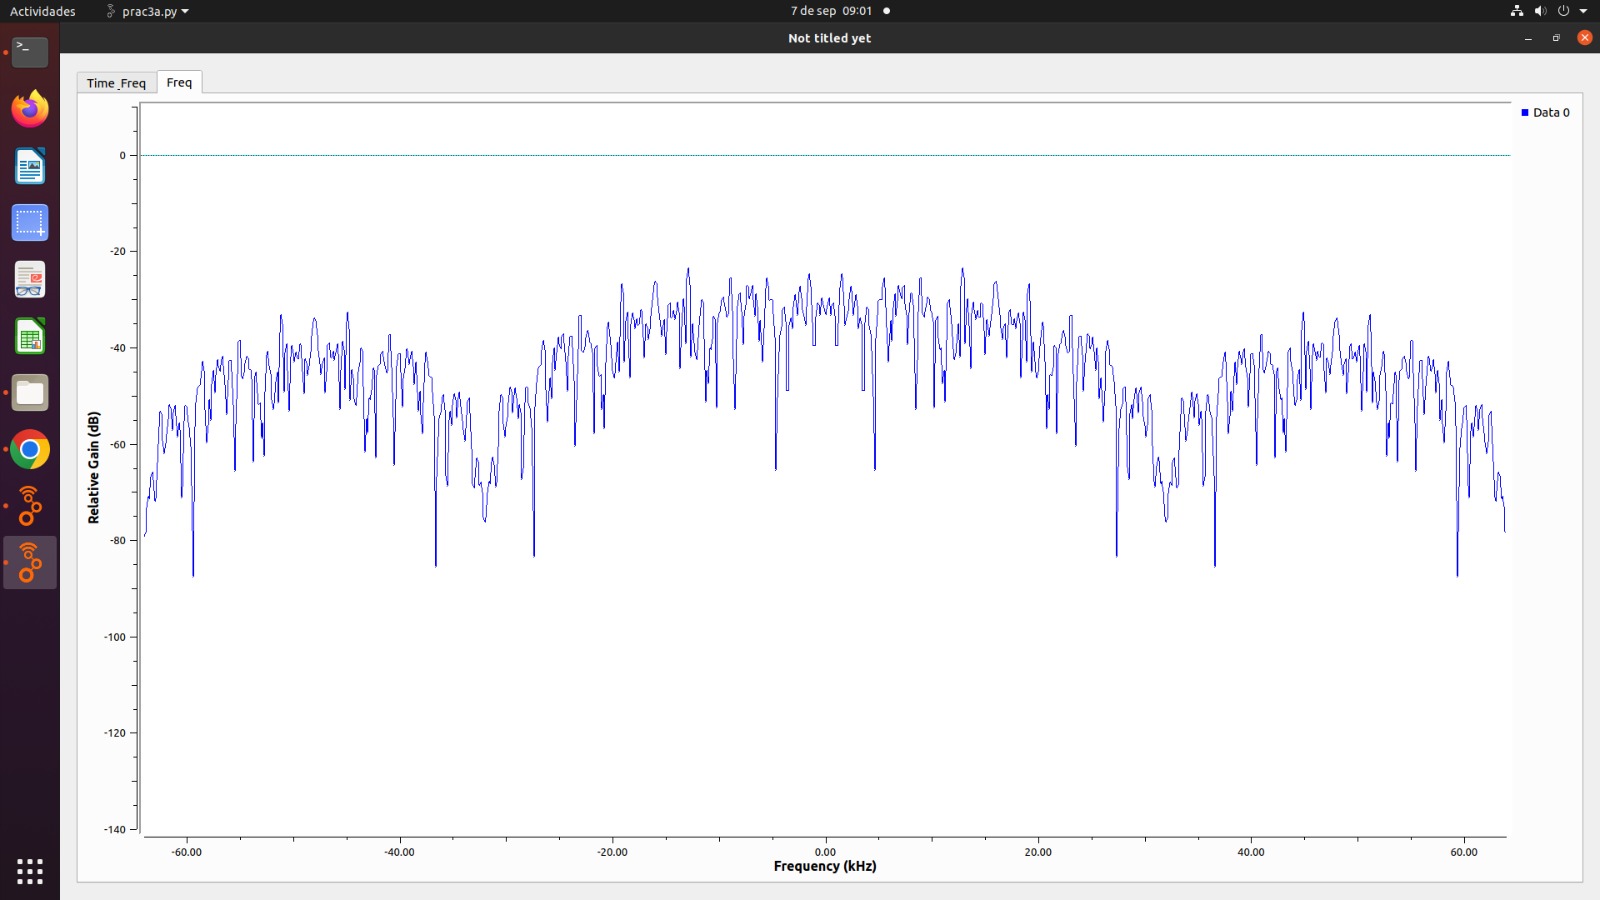 Actividades
prac3a.py
7 de sep 09:01
Not titled yet
Time_Freq
Freq
Data 0
0
-20
-40
-60
-80
-100
-120
-140
Relative Gain (dB)
-60.00
-40.00
-20.00
0.00
20.00
40.00
60.00
Frequency (kHz)